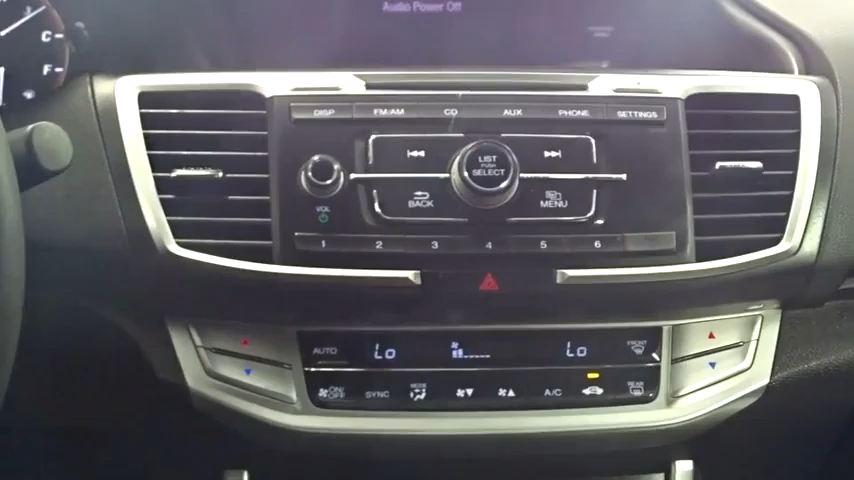 Audio Power Off
C
F
DISP
FM/AM
CD
AUX
PHONE
SETTINGS
LIST
PUSH
SELECT
VOL
BACK
MENU
1
2
3
4
5
6
AUTO
Lo
Lo
FRONT
ON/
OFF
SYNC
MODE
A/C
REAR